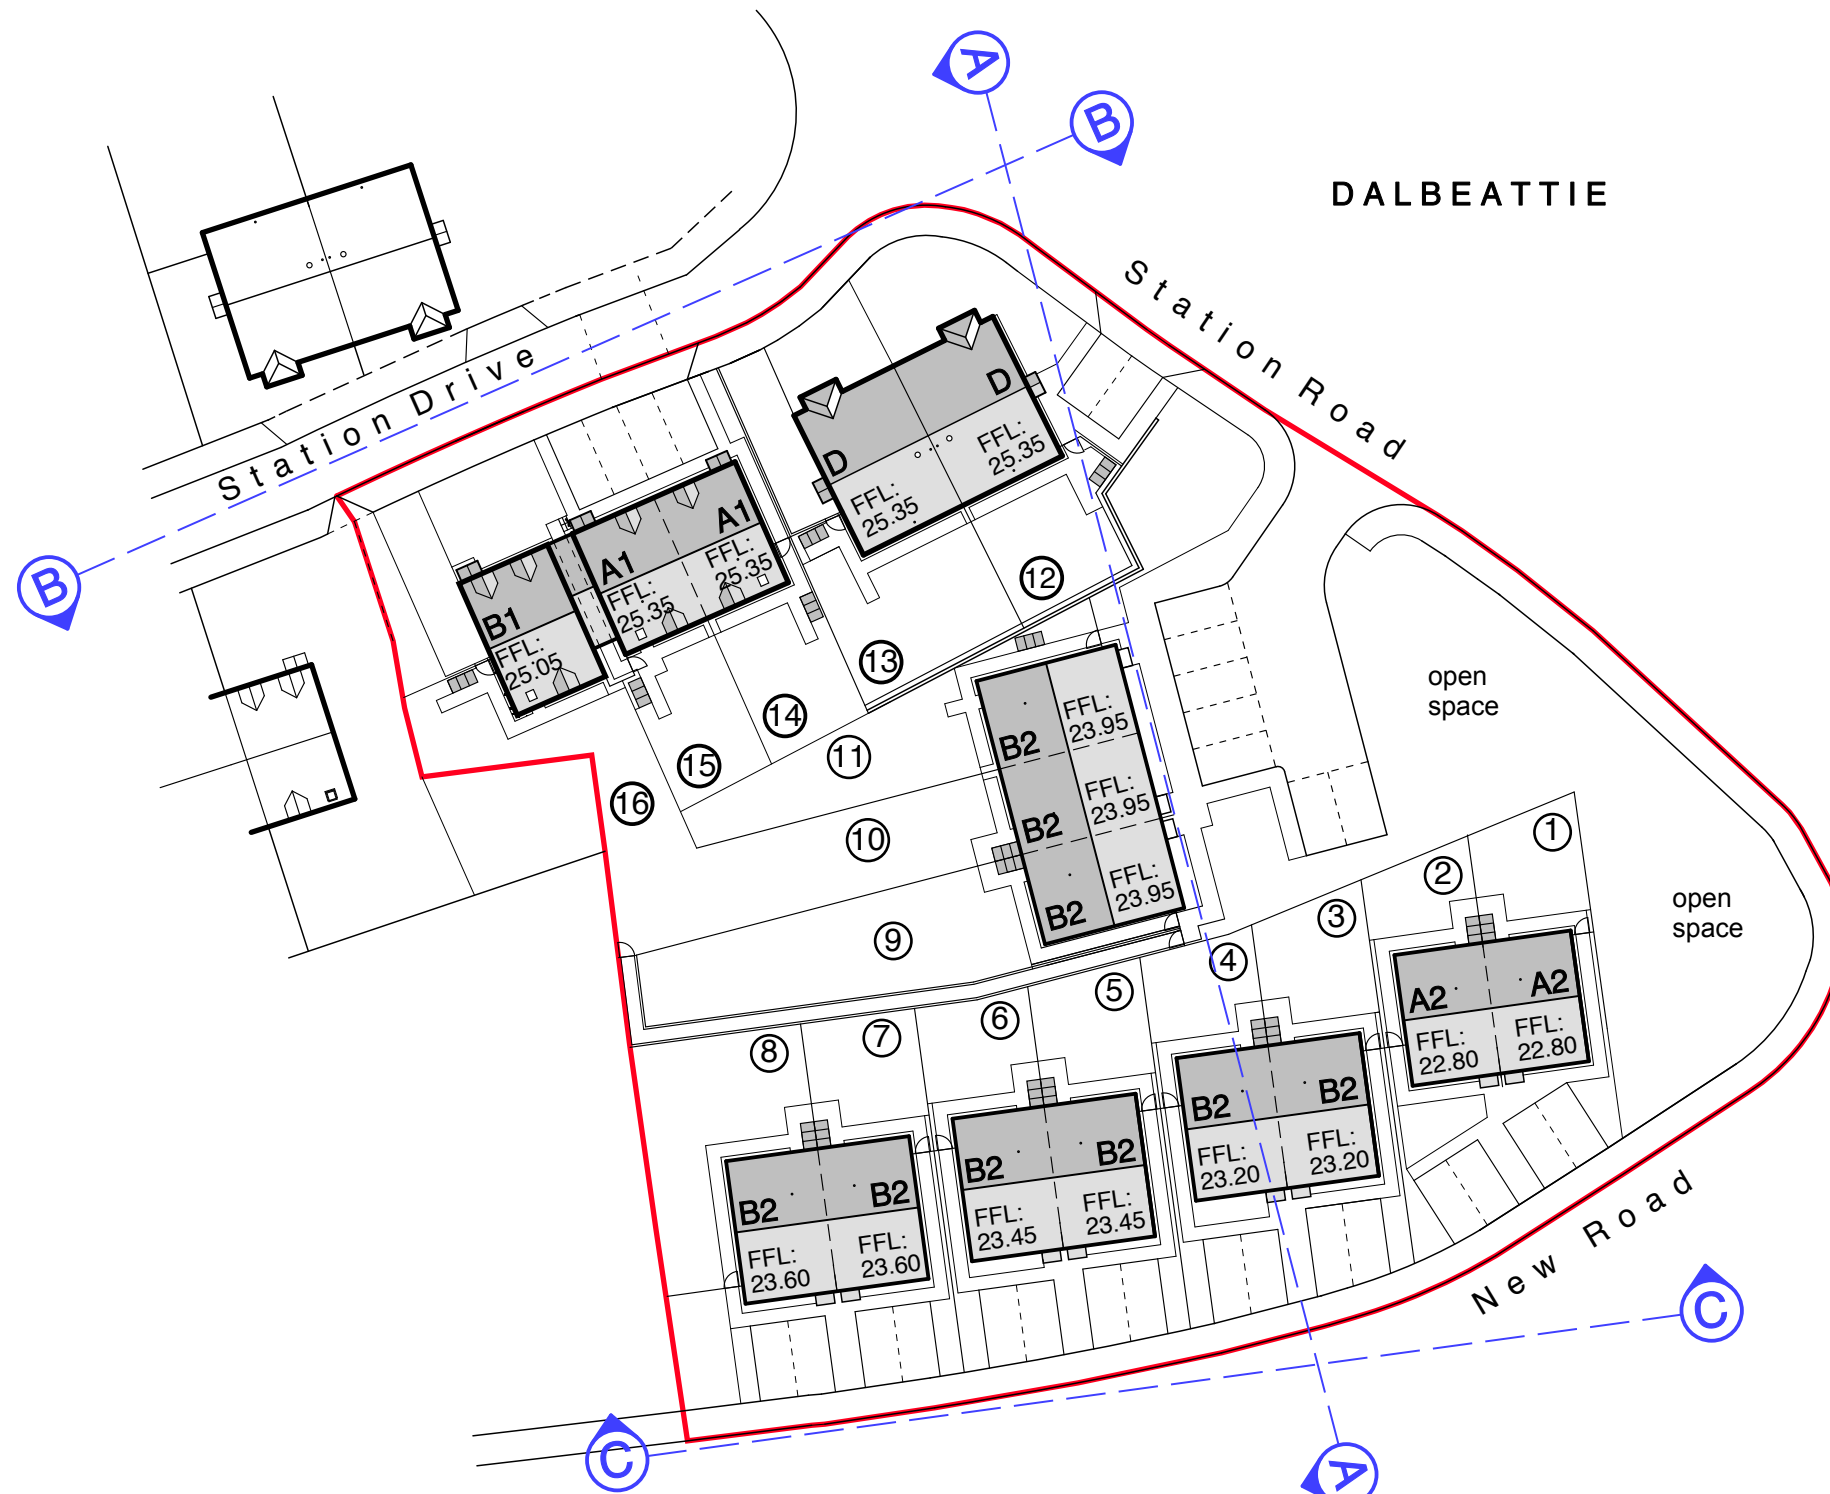 A
B
DALBEATTIE
Station Road
Station Drive
B
D
D
FFL:
25.35
FFL:
25.35
A1
A1
FFL:
25.35
FFL:
25.35
B1
FFL:
25.05
12
13
14
15
16
11
10
9
B2
FFL:
23.95
B2
FFL:
23.95
B2
FFL:
23.95
open
space
open
space
1
2
3
4
5
6
7
8
A2
A2
FFL:
22.80
FFL:
22.80
B2
B2
FFL:
23.20
FFL:
23.20
B2
B2
FFL:
23.45
FFL:
23.45
B2
B2
FFL:
23.60
FFL:
23.60
New Road
C
C
A